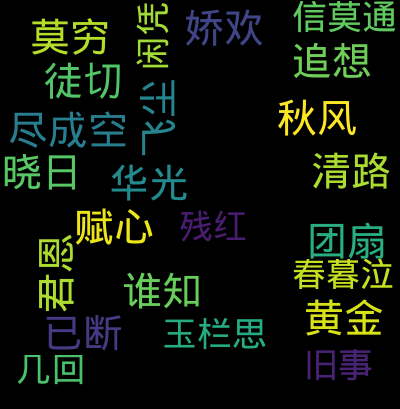 莫穷
闲凭
娇欢
信莫通
追想
徒切
飞尘
秋风
尽成空
晓日
华光
清路
赋心
残红
团扇
君恩
春暮泣
谁知
黄金
已断
玉栏思
几回
旧事